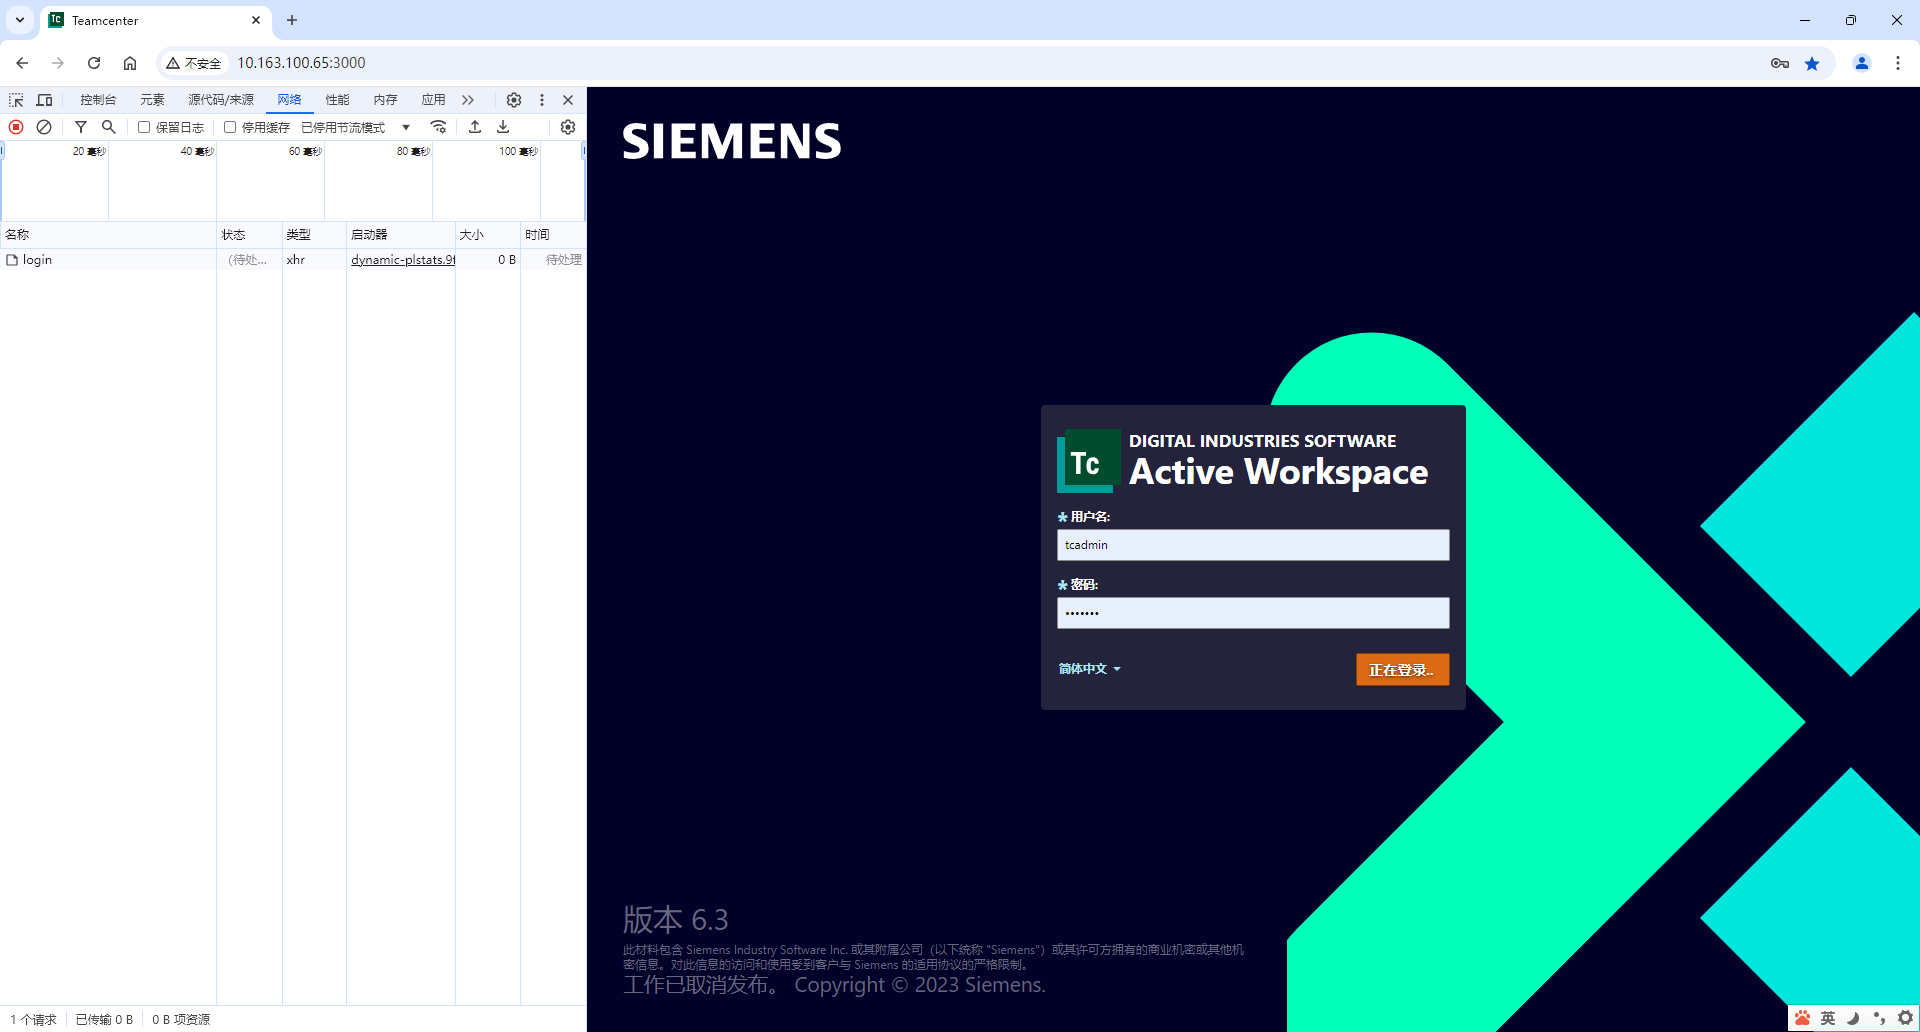 Teamcenter
不安全 10.163.100.65:3000
控制台 元素 源代码/来源 网络 性能 内存 应用
保留日志 停用缓存 已停用节流模式
20 毫秒 40 毫秒 60 毫秒 80 毫秒 100 毫秒
名称 状态 类型 启动器 大小 时间
login (待处... xhr dynamic-plstats.9f 0 B 待处理
1 个请求 已传输 0 B 0 B 项资源
SIEMENS
Tc
DIGITAL INDUSTRIES SOFTWARE
Active Workspace
* 用户名:
tcadmin
* 密码:
•••••••
简体中文 正在登录..
版本 6.3
此材料包含 Siemens Industry Software Inc. 或其附属公司（以下统称 "Siemens"）或其许可方拥有的商业机密或其他机
密信息。对此信息的访问和使用受到客户与 Siemens 的适用协议的严格限制。
工作已取消发布。 Copyright © 2023 Siemens.
英